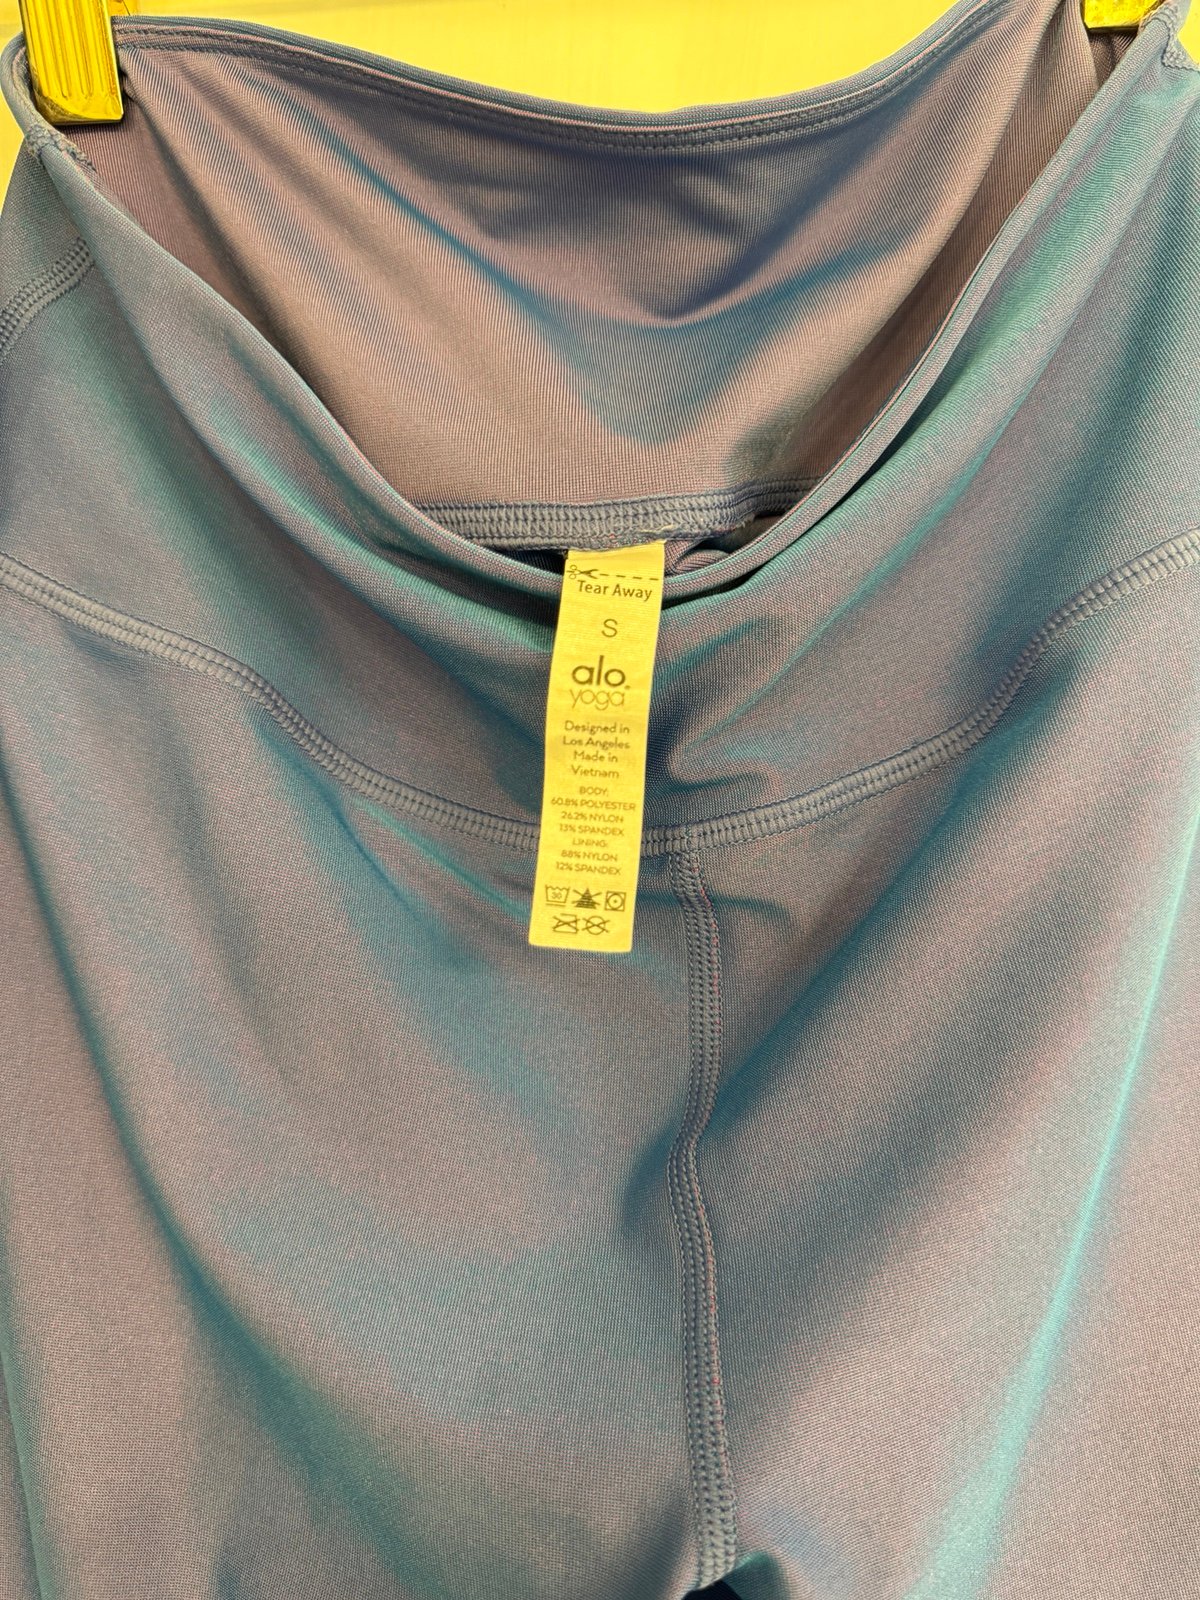 Tear Away
S
alo
yoga
Designed in
Los Angeles
Made in
Vietnam
BODY:
60.8% POLYESTER
26.2% NYLON
13% SPANDEX
LINING:
88% NYLON
12% SPANDEX
30